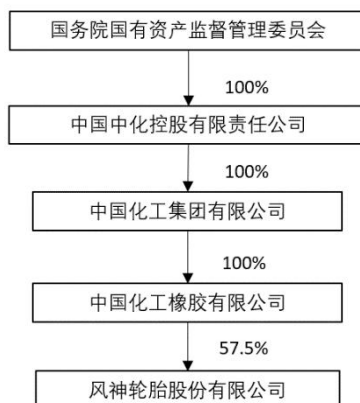 国务院国有资产监督管理委员会
100%
中国中化控股有限责任公司
100%
中国化工集团有限公司
100%
中国化工橡胶有限公司
57.5%
风神轮胎股份有限公司